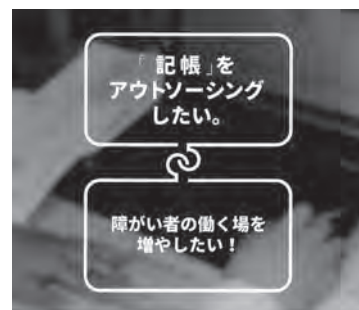 「記帳」を
アウトソーシング
したい。
障がい者の働く場を
増やしたい！